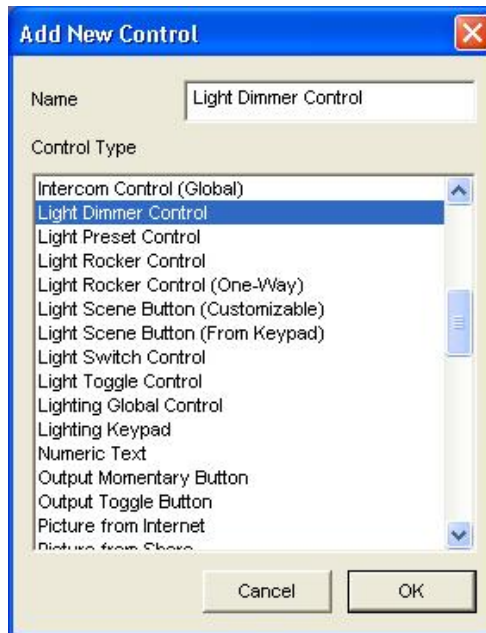 Add New Control
Name
Light Dimmer Control
Control Type
Intercom Control (Global)
Light Dimmer Control
Light Preset Control
Light Rocker Control
Light Rocker Control (One-Way)
Light Scene Button (Customizable)
Light Scene Button (From Keypad)
Light Switch Control
Light Toggle Control
Lighting Global Control
Lighting Keypad
Numeric Text
Output Momentary Button
Output Toggle Button
Picture from Internet
Picture from
Cancel
OK